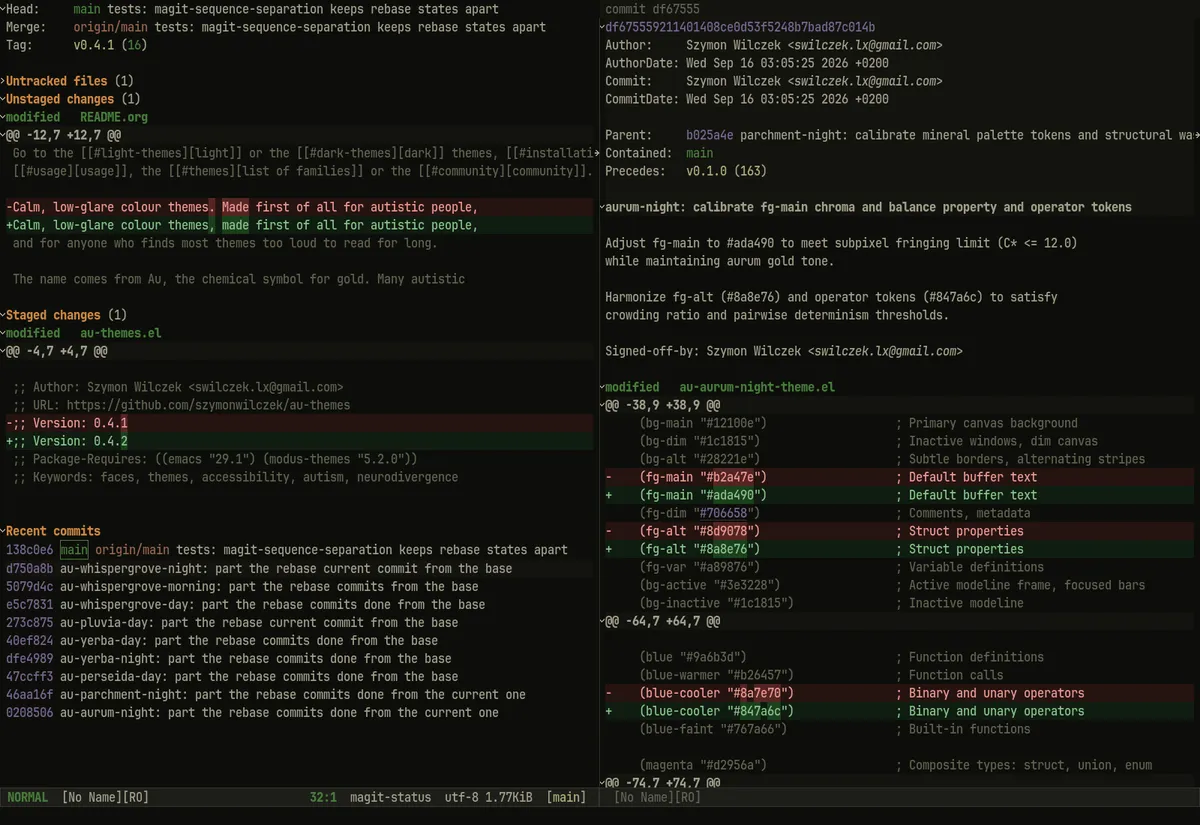 Head:     main tests: magit-sequence-separation keeps rebase states apart
Merge:    origin/main tests: magit-sequence-separation keeps rebase states apart
Tag:      v0.4.1 (16)
Untracked files (1)
Unstaged changes (1)
modified   README.org
@@ -12,7 +12,7 @@
Go to the [[#light-themes][light]] or the [[#dark-themes][dark]] themes, [[#installati
[[#usage][usage]], the [[#themes][list of families]] or the [[#community][community]].
-Calm, low-glare colour themes. Made first of all for autistic people,
+Calm, low-glare colour themes, made first of all for autistic people,
and for anyone who finds most themes too loud to read for long.
The name comes from Au, the chemical symbol for gold. Many autistic
Staged changes (1)
modified   au-themes.el
@@ -4,7 +4,7 @@
;; Author: Szymon Wilczek <swilczek.lx@gmail.com>
;; URL: https://github.com/szymonwilczek/au-themes
-;; Version: 0.4.1
+;; Version: 0.4.2
;; Package-Requires: ((emacs "29.1") (modus-themes "5.2.0"))
;; Keywords: faces, themes, accessibility, autism, neurodivergence
Recent commits
138c0e6 main origin/main tests: magit-sequence-separation keeps rebase states apart
d750a8b au-whispergrove-night: part the rebase current commit from the base
5079d4c au-whispergrove-morning: part the rebase commits from the base
e5c7831 au-whispergrove-day: part the rebase commits done from the base
273c875 au-pluvia-day: part the rebase current commit from the base
40ef824 au-yerba-day: part the rebase commits done from the base
dfe4989 au-yerba-night: part the rebase commits done from the base
47ccff3 au-perseida-day: part the rebase commits done from the base
46aa16f au-parchment-night: part the rebase commits done from the current one
0208506 au-aurum-night: part the rebase commits done from the current one
NORMAL  [No Name][RO]  32:1  magit-status  utf-8 1.77KiB  [main]
commit df67555
df675559211401408ce0d53f5248b7bad87c014b
Author:     Szymon Wilczek <swilczek.lx@gmail.com>
AuthorDate: Wed Sep 16 03:05:25 2026 +0200
Commit:     Szymon Wilczek <swilczek.lx@gmail.com>
CommitDate: Wed Sep 16 03:05:25 2026 +0200
Parent:     b025a4e parchment-night: calibrate mineral palette tokens and structural wa
Contained:  main
Precedes:   v0.1.0 (163)
aurum-night: calibrate fg-main chroma and balance property and operator tokens
Adjust fg-main to #ada490 to meet subpixel fringing limit (C* <= 12.0)
while maintaining aurum gold tone.
Harmonize fg-alt (#8a8e76) and operator tokens (#847a6c) to satisfy
crowding ratio and pairwise determinism thresholds.
Signed-off-by: Szymon Wilczek <swilczek.lx@gmail.com>
modified   au-aurum-night-theme.el
@@ -38,9 +38,9 @@
(bg-main "#12100e")                   ; Primary canvas background
(bg-dim "#1c1815")                    ; Inactive windows, dim canvas
(bg-alt "#28221e")                    ; Subtle borders, alternating stripes
-    (fg-main "#b2a47e")                   ; Default buffer text
+    (fg-main "#ada490")                   ; Default buffer text
(fg-dim "#706658")                    ; Comments, metadata
-    (fg-alt "#8d9078")                    ; Struct properties
+    (fg-alt "#8a8e76")                    ; Struct properties
(fg-var "#a89876")                    ; Variable definitions
(bg-active "#3e3228")                 ; Active modeline frame, focused bars
(bg-inactive "#1c1815")               ; Inactive modeline
@@ -64,7 +64,7 @@
(blue "#9a6b3d")                      ; Function definitions
(blue-warmer "#b26457")               ; Function calls
-    (blue-cooler "#8a7e70")               ; Binary and unary operators
+    (blue-cooler "#847a6c")               ; Binary and unary operators
(blue-faint "#767a66")                ; Built-in functions
(magenta "#d2956a")                   ; Composite types: struct, union, enum
@@ -74,7 +74,7 @@
[No Name][RO]